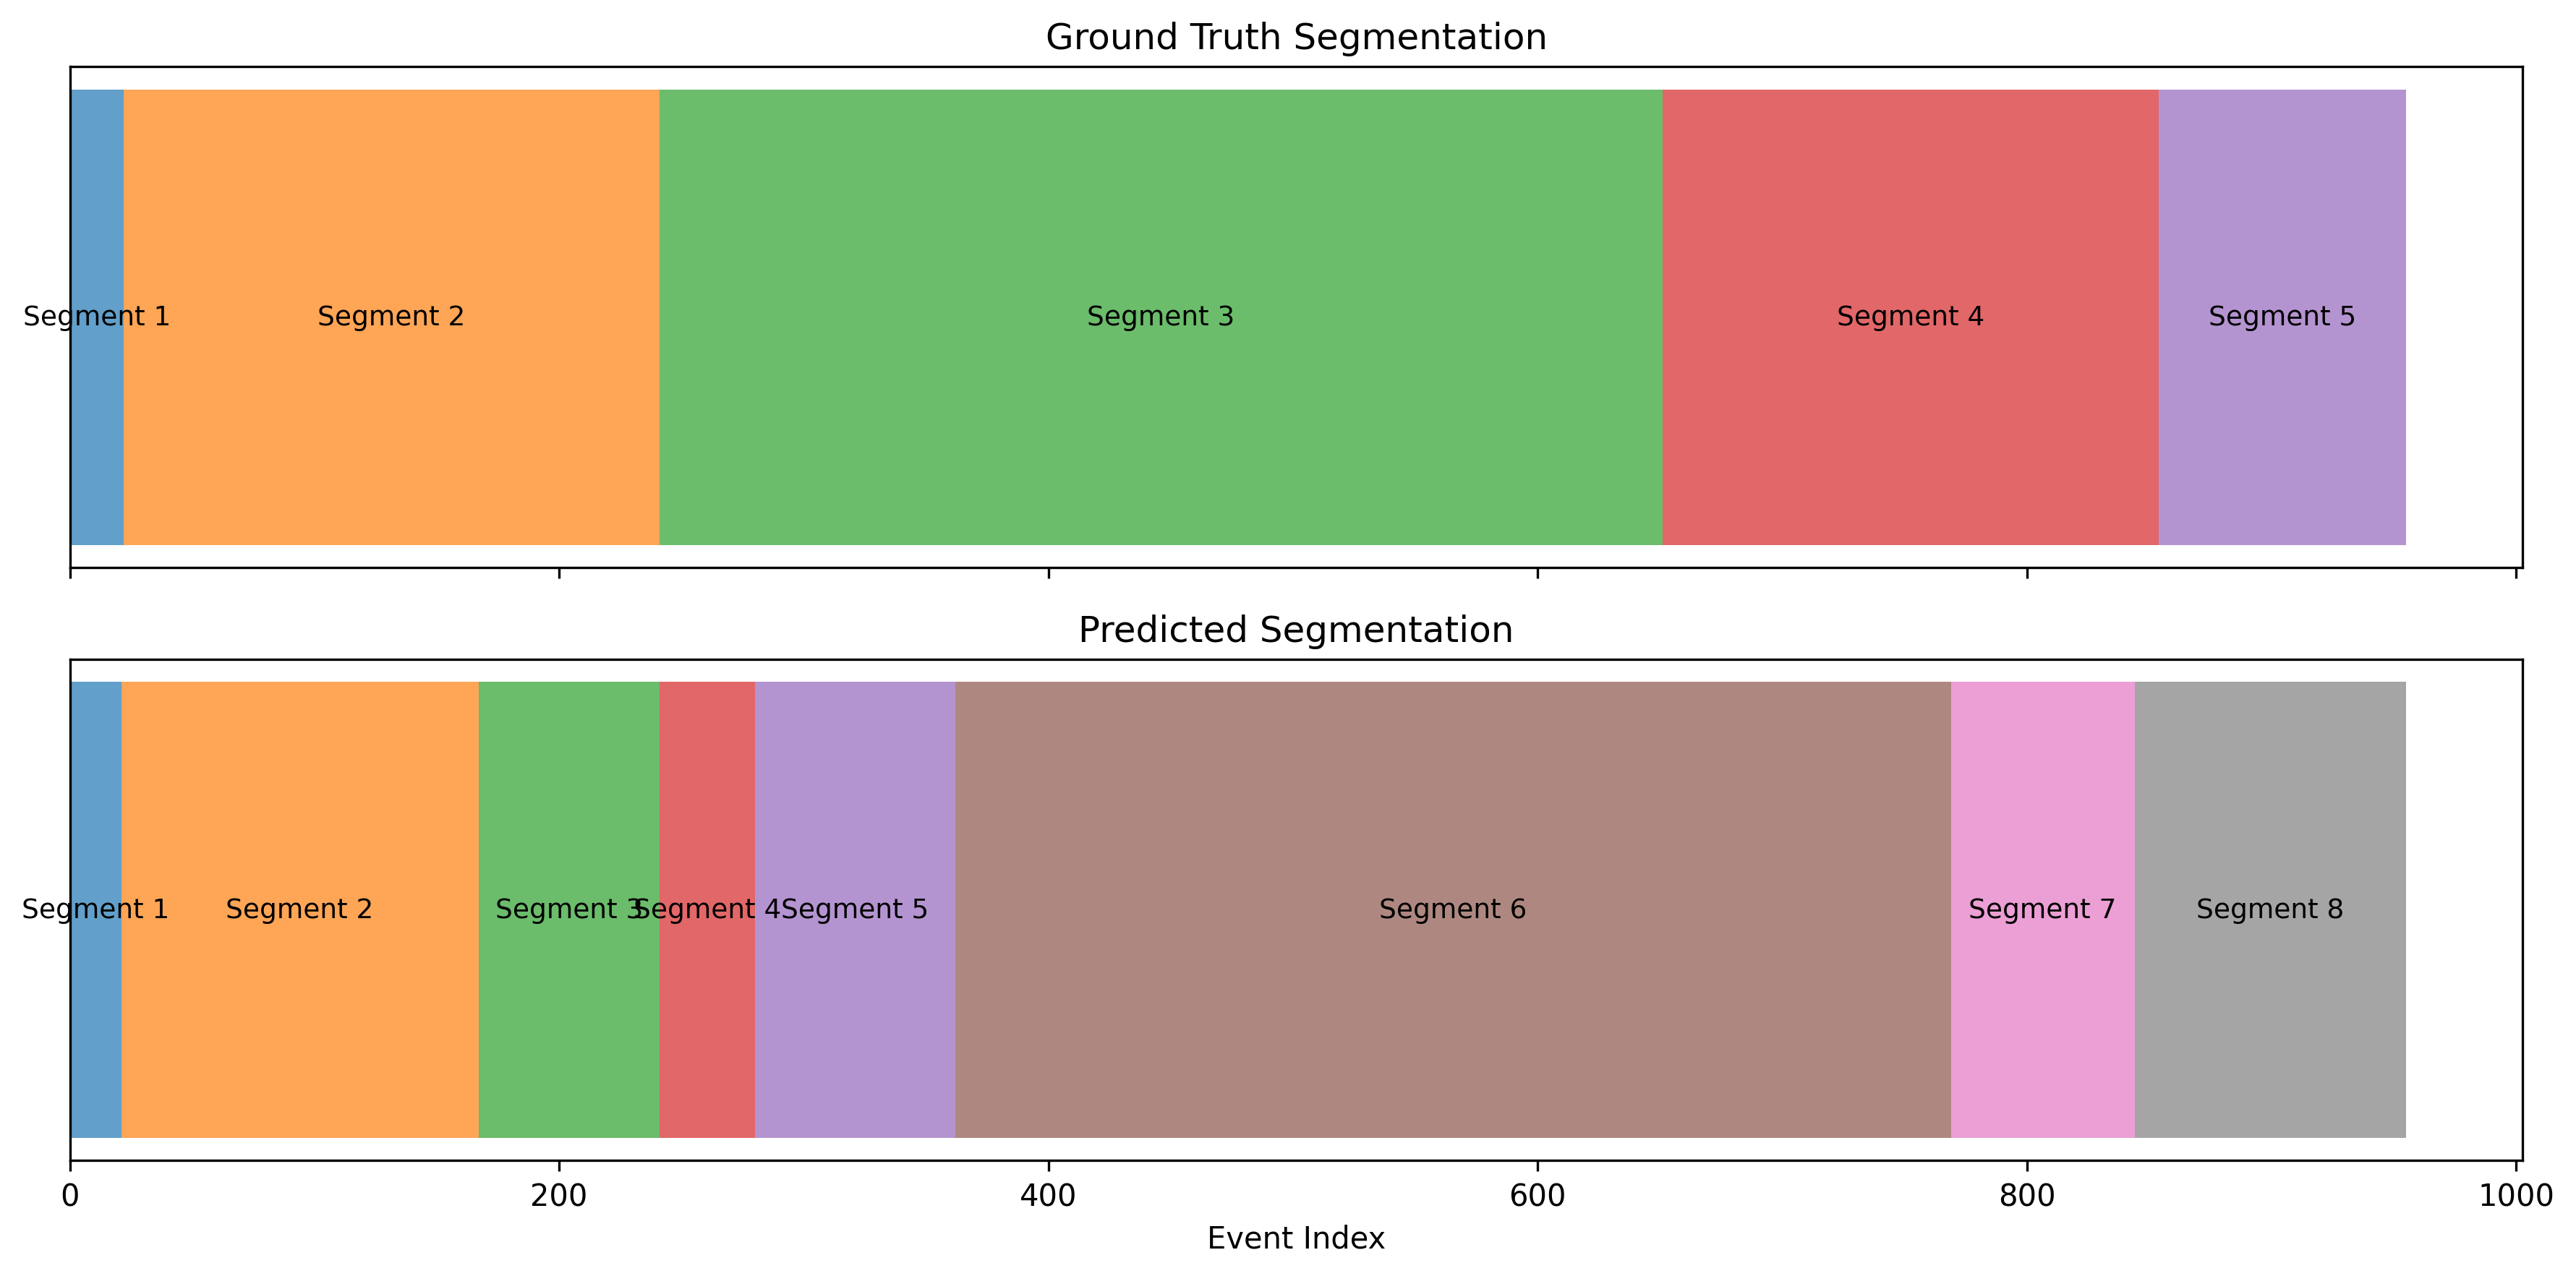 Ground Truth Segmentation
Segment 1 Segment 2 Segment 3 Segment 4 Segment 5
Predicted Segmentation
Segment 1 Segment 2 Segment 3 Segment 4 Segment 5 Segment 6 Segment 7 Segment 8
0 200 400 600 800 1000
Event Index